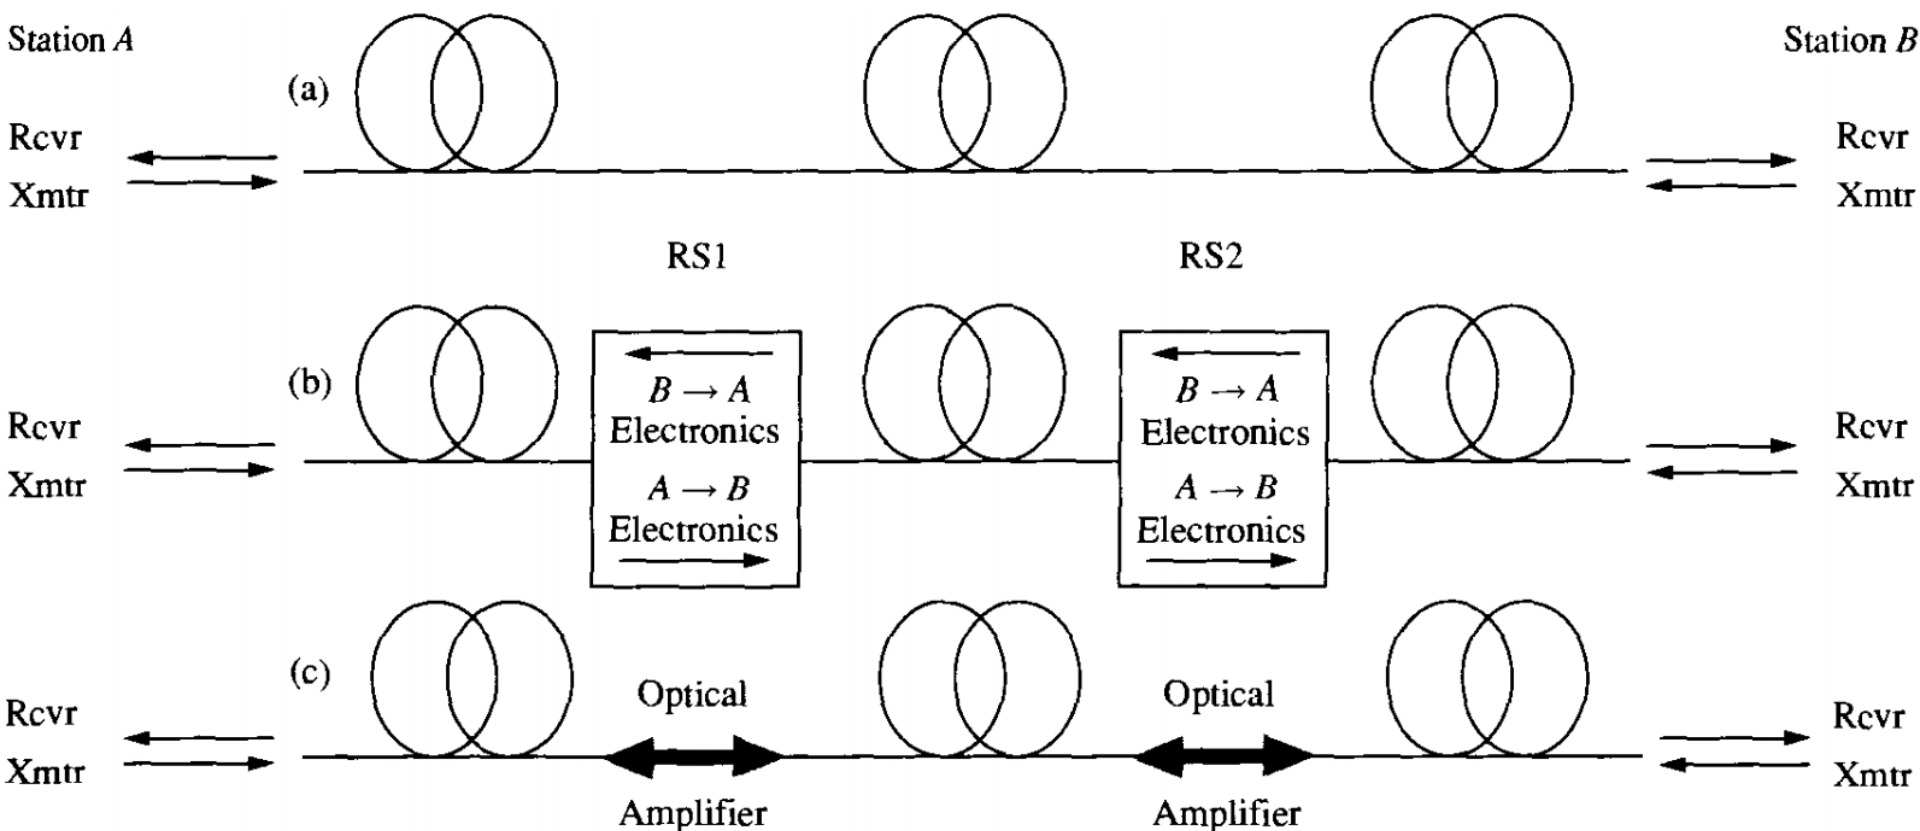 Station A
Station B
(a)
Rcvr
Rcvr
Xmtr
Xmtr
RS1
RS2
(b)
B → A
B → A
Electronics
Electronics
Rcvr
Rcvr
Xmtr
Xmtr
A → B
A → B
Electronics
Electronics
(c)
Optical
Optical
Rcvr
Rcvr
Xmtr
Xmtr
Amplifier
Amplifier